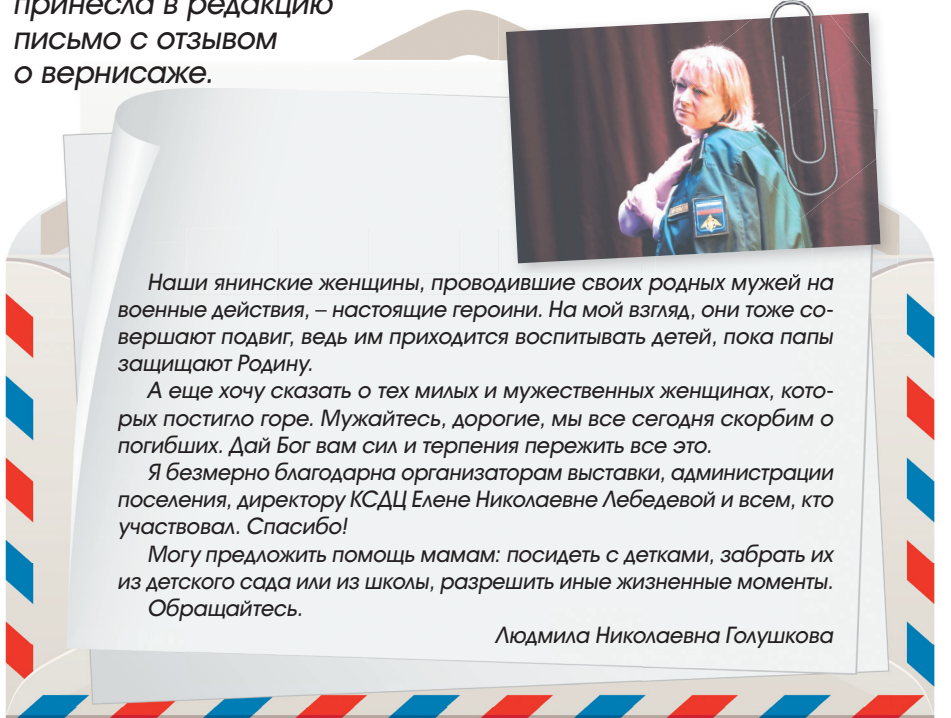 принесла в редакцию
письмо с отзывом
о вернисаже.
Наши янинские женщины, проводившие своих родных мужей на
военные действия, – настоящие героини. На мой взгляд, они тоже со-
вершают подвиг, ведь им приходится воспитывать детей, пока папы
защищают Родину.
А еще хочу сказать о тех милых и мужественных женщинах, кото-
рых постигло горе. Мужайтесь, дорогие, мы все сегодня скорбим о
погибших. Дай Бог вам сил и терпения пережить все это.
Я безмерно благодарна организаторам выставки, администрации
поселения, директору КСДЦ Елене Николаевне Лебедевой и всем, кто
участвовал. Спасибо!
Могу предложить помощь мамам: посидеть с детками, забрать их
из детского сада или из школы, разрешить иные жизненные моменты.
Обращайтесь.
Людмила Николаевна Голушкова